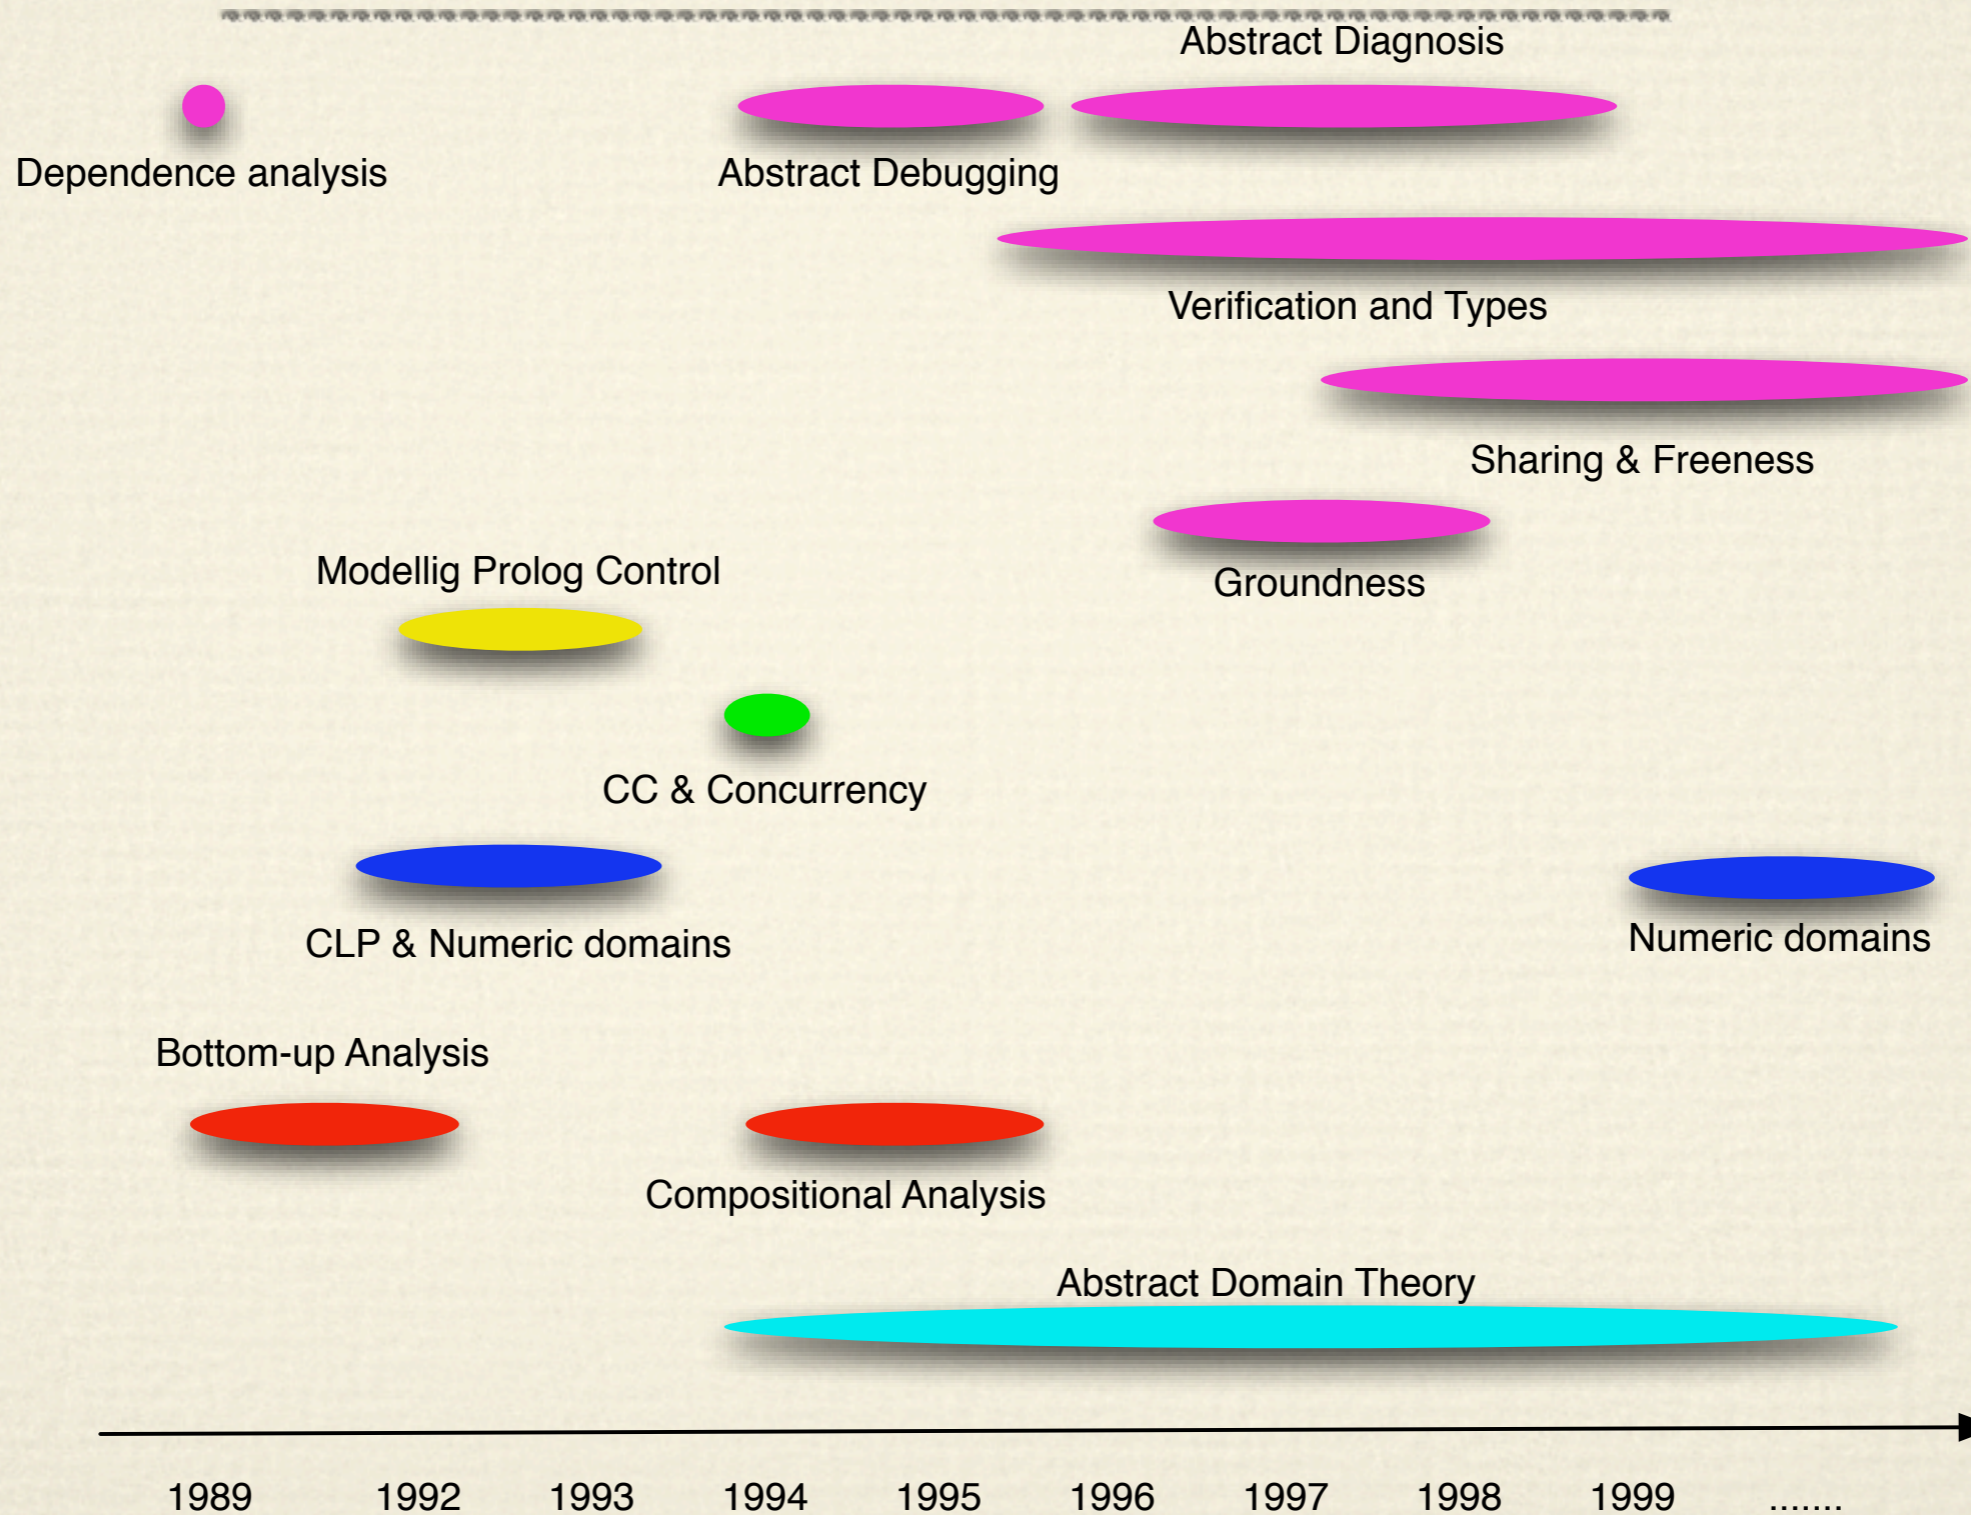 Abstract Diagnosis
Dependence analysis
Abstract Debugging
Verification and Types
Sharing & Freeness
Modellig Prolog Control
Groundness
CC & Concurrency
CLP & Numeric domains
Numeric domains
Bottom-up Analysis
Compositional Analysis
Abstract Domain Theory
1989 1992 1993 1994 1995 1996 1997 1998 1999 .......